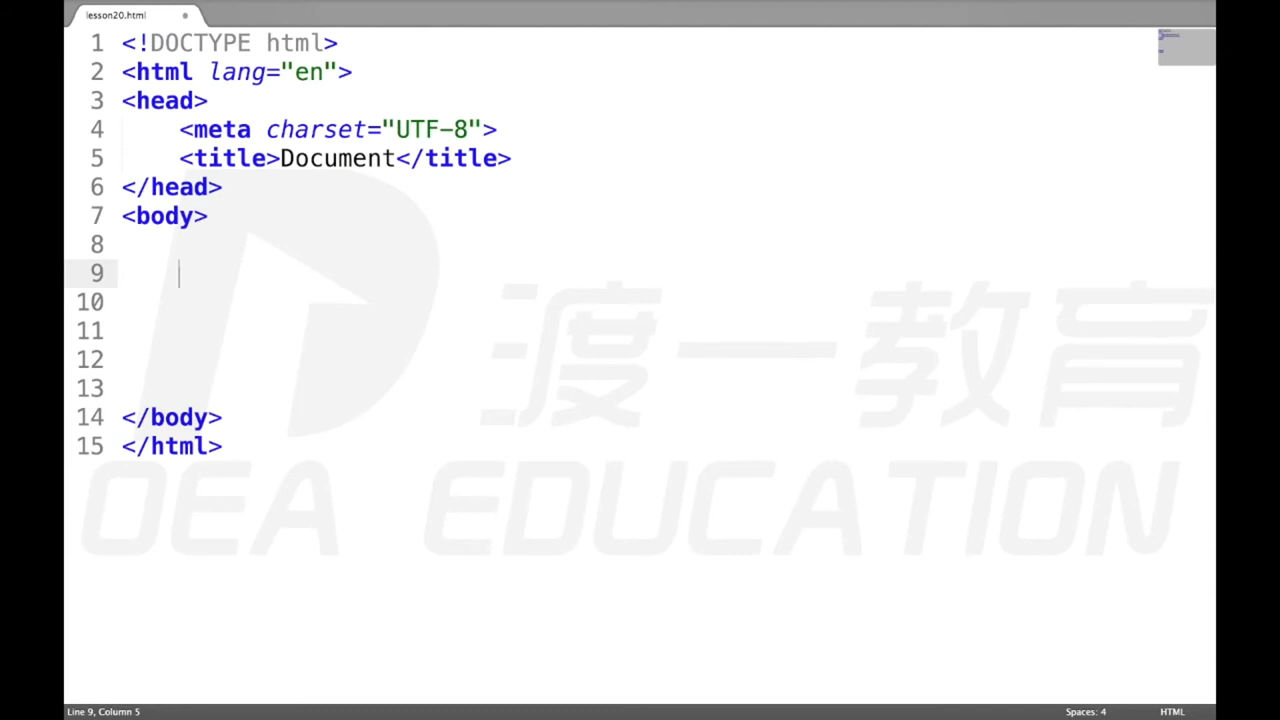 lesson20.html
1 <!DOCTYPE html>
2 <html lang="en">
3 <head>
4     <meta charset="UTF-8">
5     <title>Document</title>
6 </head>
7 <body>
8
9
10
11
12
13
14 </body>
15 </html>
渡一教育
OEA EDUCATION
Line 9, Column 5
Spaces: 4
HTML